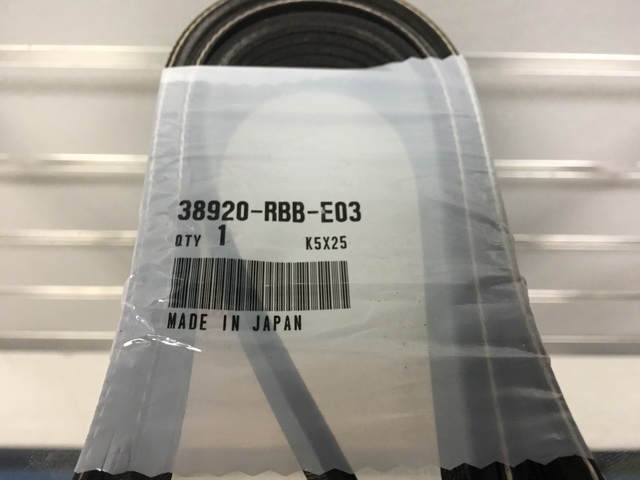 38920-RBB-E03
QTY 1 K5X25
MADE IN JAPAN